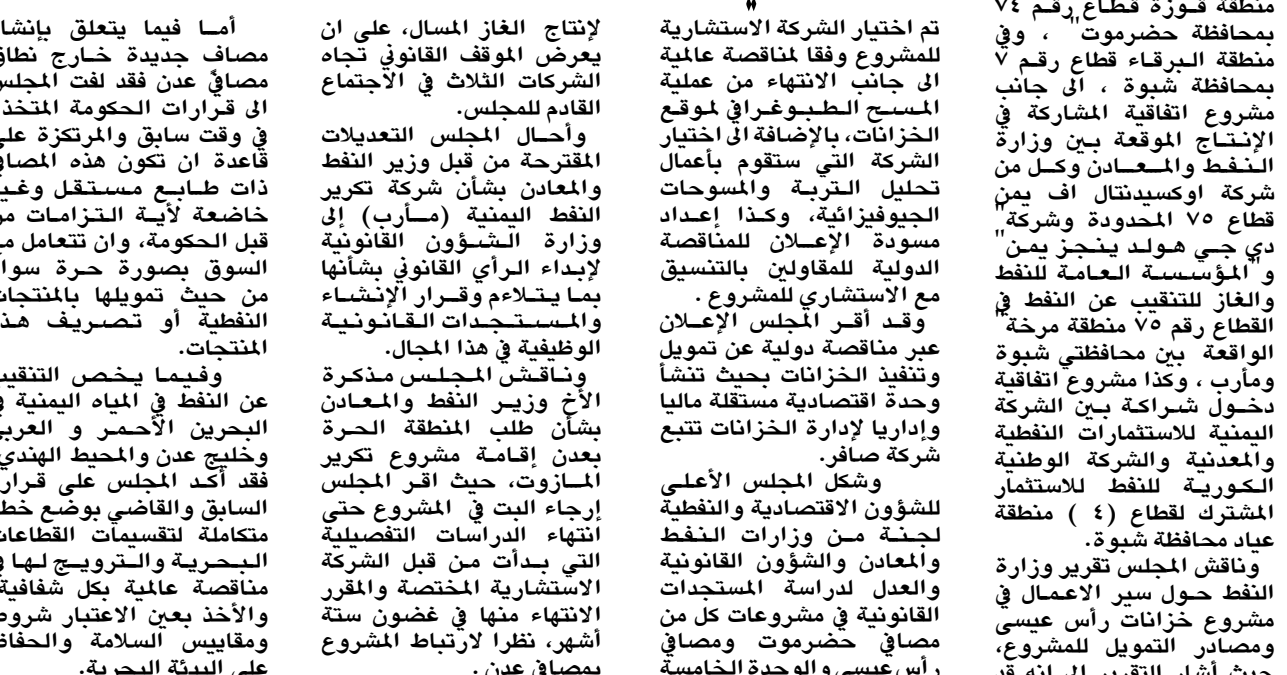 منطقة قوزة قطاع رقم ٧٤
بمحافظة حضرموت" ، وفي
منطقة البرقاء قطاع رقم ٧
بمحافظة شبوة ، الى جانب
مشروع اتفاقية المشاركة في
الإنتاج الموقعة بين وزارة
النفط والمعادن وكل من
شركة اوكسيدنتال اف يمن
قطاع ٧٥ المحدودة وشركة"
دي جي هولد ينجز يمن"
و"المؤسسة العامة للنفط
والغاز للتنقيب عن النفط في
القطاع رقم ٧٥ منطقة مرخة"
الواقعة بين محافظتي شبوة
ومأرب ، وكذا مشروع اتفاقية
دخول شراكة بين الشركة
اليمنية للاستثمارات النفطية
والمعدنية والشركة الوطنية
الكورية للنفط للاستثمار
المشترك لقطاع (٤ ) منطقة
عياد محافظة شبوة.
وناقش المجلس تقرير وزارة
النفط حول سير الاعمال في
مشروع خزانات رأس عيسى
ومصادر التمويل للمشروع،
حيث أشار التقرير الى انه قد
تم اختيار الشركة الاستشارية
للمشروع وفقا لمناقصة عالمية
الى جانب الانتهاء من عملية
المسح الطبوغرافي لموقع
الخزانات، بالإضافة الى اختيار
الشركة التي ستقوم بأعمال
تحليل التربة والمسوحات
الجيوفيزائية، وكذا إعداد
مسودة الإعلان للمناقصة
الدولية للمقاولين بالتنسيق
مع الاستشاري للمشروع .
وقد أقر المجلس الإعلان
عبر مناقصة دولية عن تمويل
وتنفيذ الخزانات بحيث تنشأ
وحدة اقتصادية مستقلة ماليا
وإداريا لإدارة الخزانات تتبع
شركة صافر.
وشكل المجلس الأعلى
للشؤون الاقتصادية والنفطية
لجنة من وزارات النفط
والمعادن والشؤون القانونية
والعدل لدراسة المستجدات
القانونية في مشروعات كل من
مصافي حضرموت ومصافي
رأس عيسى والوحدة الخامسة
لإنتاج الغاز المسال، على ان
يعرض الموقف القانوني تجاه
الشركات الثلاث في الاجتماع
القادم للمجلس.
وأحال المجلس التعديلات
المقترحة من قبل وزير النفط
والمعادن بشأن شركة تكرير
النفط اليمنية (مأرب) إلى
وزارة الشؤون القانونية
لإبداء الرأي القانوني بشأنها
بما يتلاءم وقرار الإنشاء
والمستجدات القانونية
الوظيفية في هذا المجال.
وناقش المجلس مذكرة
الأخ وزير النفط والمعادن
بشأن طلب المنطقة الحرة
بعدن إقامة مشروع تكرير
المازوت، حيث اقر المجلس
إرجاء البت في المشروع حتى
انتهاء الدراسات التفصيلية
التي بدأت من قبل الشركة
الاستشارية المختصة والمقرر
الانتهاء منها في غضون ستة
أشهر، نظرا لارتباط المشروع
بمصافي عدن .
أما فيما يتعلق بإنشا
مصاف جديدة خارج نطاق
مصافي عدن فقد لفت المجلس
الى قرارات الحكومة المتخذ
في وقت سابق والمرتكزة على
قاعدة ان تكون هذه المصافي
ذات طابع مستقل وغي
خاضعة لأية التزامات من
قبل الحكومة، وان تتعامل م
السوق بصورة حرة سوا
من حيث تمويلها بالمنتجات
النفطية أو تصريف هذ
المنتجات.
وفيما يخص التنقيب
عن النفط في المياه اليمنية في
البحرين الأحمر و العربي
وخليج عدن والمحيط الهندي
فقد أكد المجلس على قرار
السابق والقاضي بوضع خط
متكاملة لتقسيمات القطاعات
البحرية والترويج لها في
مناقصة عالمية بكل شفافية
والأخذ بعين الاعتبار شروط
ومقاييس السلامة والحفاظ
على البيئة البحرية.